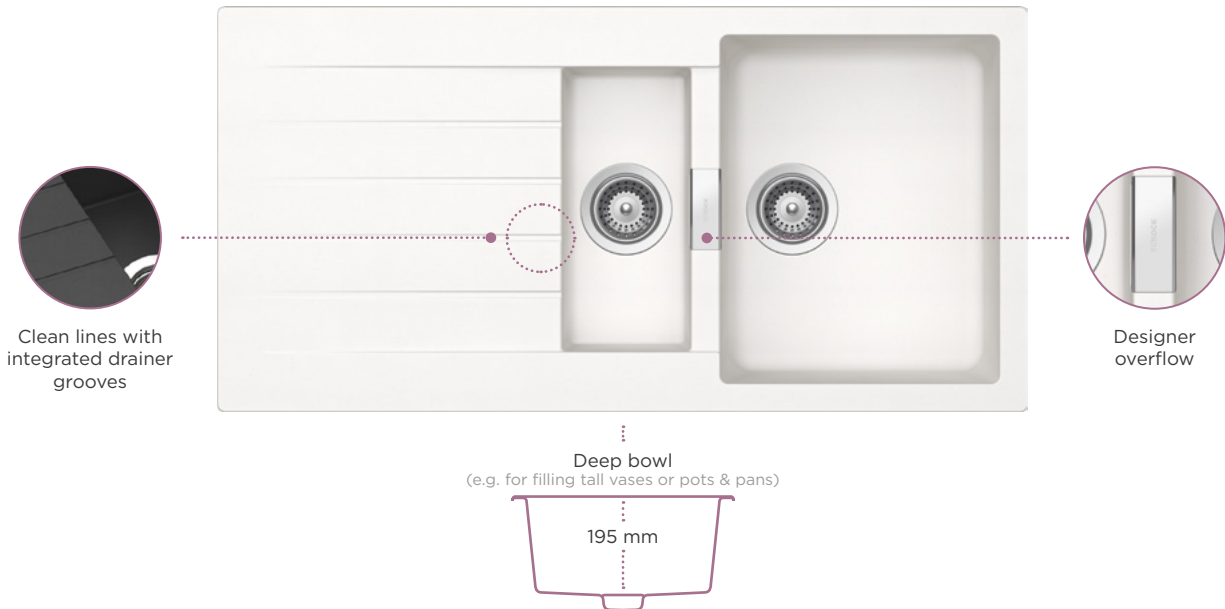 Clean lines with
integrated drainer
grooves
SCHOCK
Designer
overflow
Deep bowl
(e.g. for filling tall vases or pots & pans)
195 mm